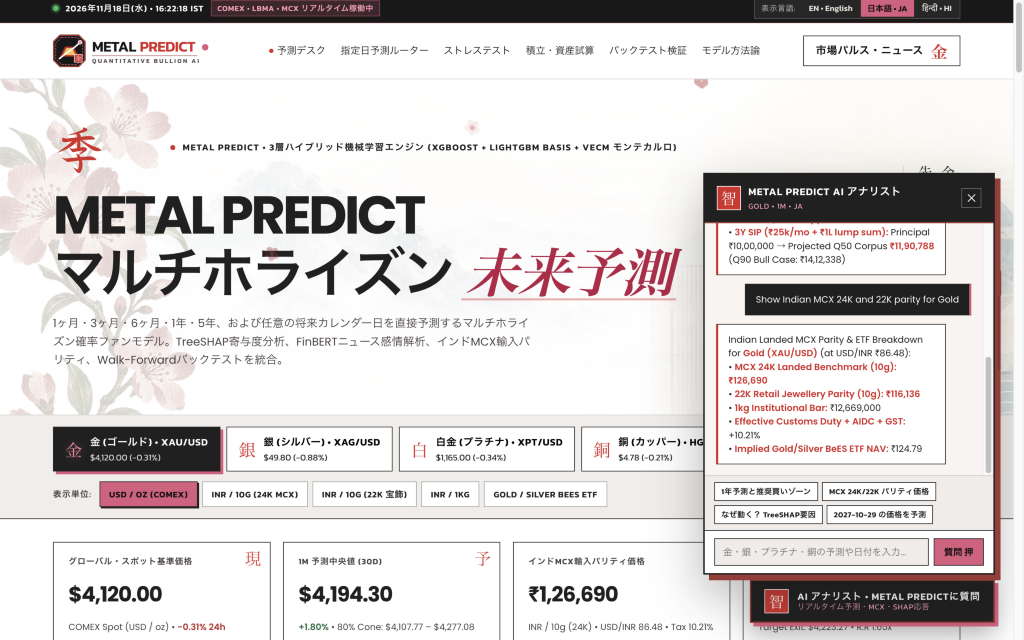 2026年11月18日(水) • 16:22:18 IST
COMEX • LBMA • MCX リアルタイム稼働中
表示言語:
EN • English
日本語 • JA
हिन्दी • HI
METAL PREDICT
QUANTITATIVE BULLION AI
予測デスク
指定日予測ルーター
ストレステスト
積立・資産試算
バックテスト検証
モデル方法論
市場パルス・ニュース 金
季
METAL PREDICT • 3層ハイブリッド機械学習エンジン (XGBOOST + LIGHTGBM BASIS + VECM モンテカルロ)
METAL PREDICT
マルチホライズン 未来予測
1ヶ月・3ヶ月・6ヶ月・1年・5年、および任意の将来カレンダー日を直接予測するマルチホライ
ズン確率ファンモデル。TreeSHAP寄与度分析、FinBERTニュース感情解析、インドMCX輸入パ
リティ、Walk-Forwardバックテストを統合。
金
金 (ゴールド) • XAU/USD
$4,120.00 (-0.31%)
銀
銀 (シルバー) • XAG/USD
$49.80 (-0.88%)
白
白金 (プラチナ) • XPT/USD
$1,165.00 (-0.34%)
銅
銅 (カッパー) • HG
$4.78 (-0.21%)
表示単位:
USD / OZ (COMEX)
INR / 10G (24K MCX)
INR / 10G (22K 宝飾)
INR / 1KG
GOLD / SILVER BEES ETF
グローバル・スポット基準価格
現
$4,120.00
COMEX Spot (USD / oz) • -0.31% 24h
1M 予測中央値 (30D)
予
$4,194.30
+1.80% • 80% Cone: $4,107.77 – $4,277.08
インドMCX輸入パリティ価格
₹1,26,690
INR / 10g (24K) • USD/INR 86.48 • Tax 10.21%
智
METAL PREDICT AI アナリスト
GOLD • 1M • JA
• 3Y SIP (₹25k/mo + ₹1L lump sum): Principal
₹10,00,000 → Projected Q50 Corpus ₹11,90,788
(Q90 Bull Case: ₹14,12,338)
Show Indian MCX 24K and 22K parity for Gold
Indian Landed MCX Parity & ETF Breakdown
for Gold (XAU/USD) (at USD/INR ₹86.48):
• MCX 24K Landed Benchmark (10g):
₹126,690
• 22K Retail Jewellery Parity (10g): ₹116,136
• 1kg Institutional Bar: ₹12,669,000
• Effective Customs Duty + AIDC + GST:
+10.21%
• Implied Gold/Silver BeES ETF NAV: ₹124.79
1年予測と推奨買いゾーン
MCX 24K/22K パリティ価格
なぜ動く? TreeSHAP要因
2027-10-29 の価格を予測
金・銀・プラチナ・銅の予測や日付を入力...
質問 押
智
AI アナリスト • METAL PREDICTに質問
リアルタイム予測・MCX・SHAP応答